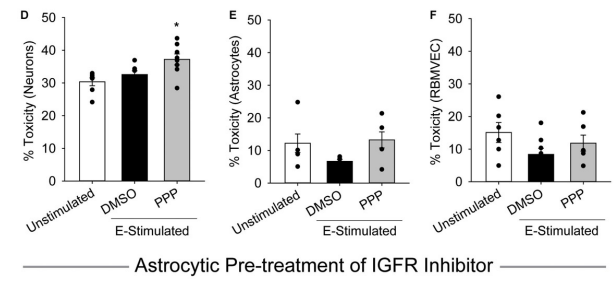 D
% Toxicity (Neurons)
50
40
30
20
10
0
*
Unstimulated
DMSO
PPP
E-Stimulated
E
% Toxicity (Astrocytes)
50
40
30
20
10
0
Unstimulated
DMSO
PPP
E-Stimulated
F
% Toxicity (RBMVEC)
50
40
30
20
10
0
Unstimulated
DMSO
PPP
E-Stimulated
Astrocytic Pre-treatment of IGFR Inhibitor